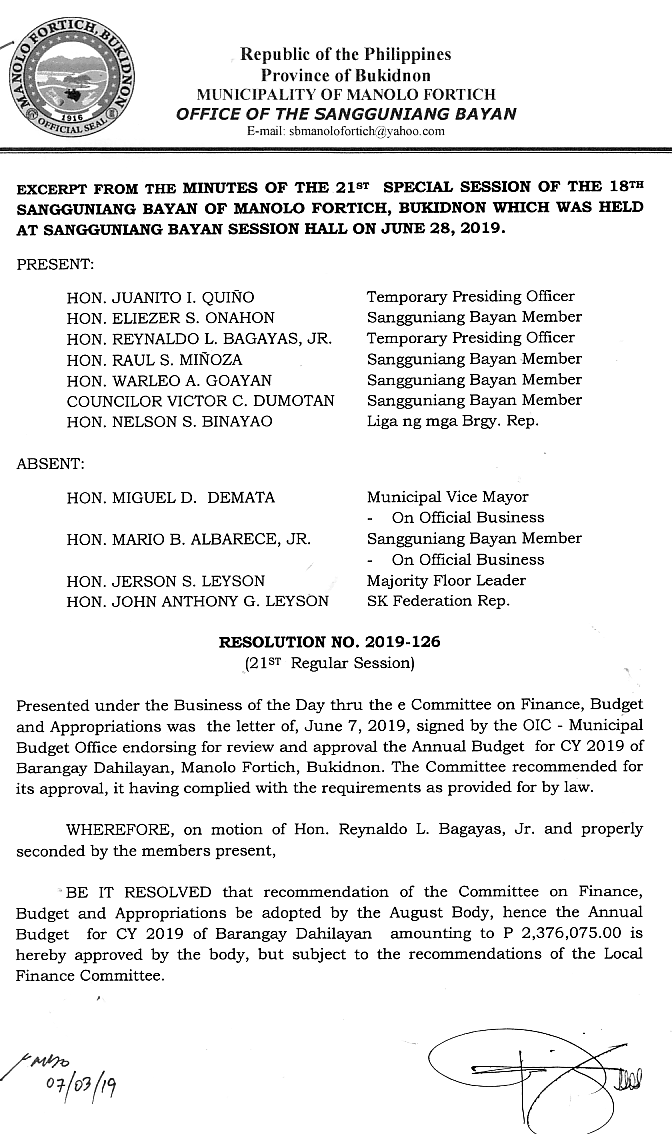 MANOLO FORTICH, BUKIDNON
1916
OFFICIAL SEAL
Republic of the Philippines
Province of Bukidnon
MUNICIPALITY OF MANOLO FORTICH
OFFICE OF THE SANGGUNIANG BAYAN
E-mail: sbmanolofortich@yahoo.com
EXCERPT FROM THE MINUTES OF THE 21ST SPECIAL SESSION OF THE 18TH
SANGGUNIANG BAYAN OF MANOLO FORTICH, BUKIDNON WHICH WAS HELD
AT SANGGUNIANG BAYAN SESSION HALL ON JUNE 28, 2019.
PRESENT:
HON. JUANITO I. QUIÑO Temporary Presiding Officer
HON. ELIEZER S. ONAHON Sangguniang Bayan Member
HON. REYNALDO L. BAGAYAS, JR. Temporary Presiding Officer
HON. RAUL S. MIÑOZA Sangguniang Bayan Member
HON. WARLEO A. GOAYAN Sangguniang Bayan Member
COUNCILOR VICTOR C. DUMOTAN Sangguniang Bayan Member
HON. NELSON S. BINAYAO Liga ng mga Brgy. Rep.
ABSENT:
HON. MIGUEL D. DEMATA Municipal Vice Mayor
- On Official Business
HON. MARIO B. ALBARECE, JR. Sangguniang Bayan Member
- On Official Business
HON. JERSON S. LEYSON Majority Floor Leader
HON. JOHN ANTHONY G. LEYSON SK Federation Rep.
RESOLUTION NO. 2019-126
(21ST Regular Session)
Presented under the Business of the Day thru the e Committee on Finance, Budget
and Appropriations was the letter of, June 7, 2019, signed by the OIC - Municipal
Budget Office endorsing for review and approval the Annual Budget for CY 2019 of
Barangay Dahilayan, Manolo Fortich, Bukidnon. The Committee recommended for
its approval, it having complied with the requirements as provided for by law.
WHEREFORE, on motion of Hon. Reynaldo L. Bagayas, Jr. and properly
seconded by the members present,
BE IT RESOLVED that recommendation of the Committee on Finance,
Budget and Appropriations be adopted by the August Body, hence the Annual
Budget for CY 2019 of Barangay Dahilayan amounting to P 2,376,075.00 is
hereby approved by the body, but subject to the recommendations of the Local
Finance Committee.
07/03/19